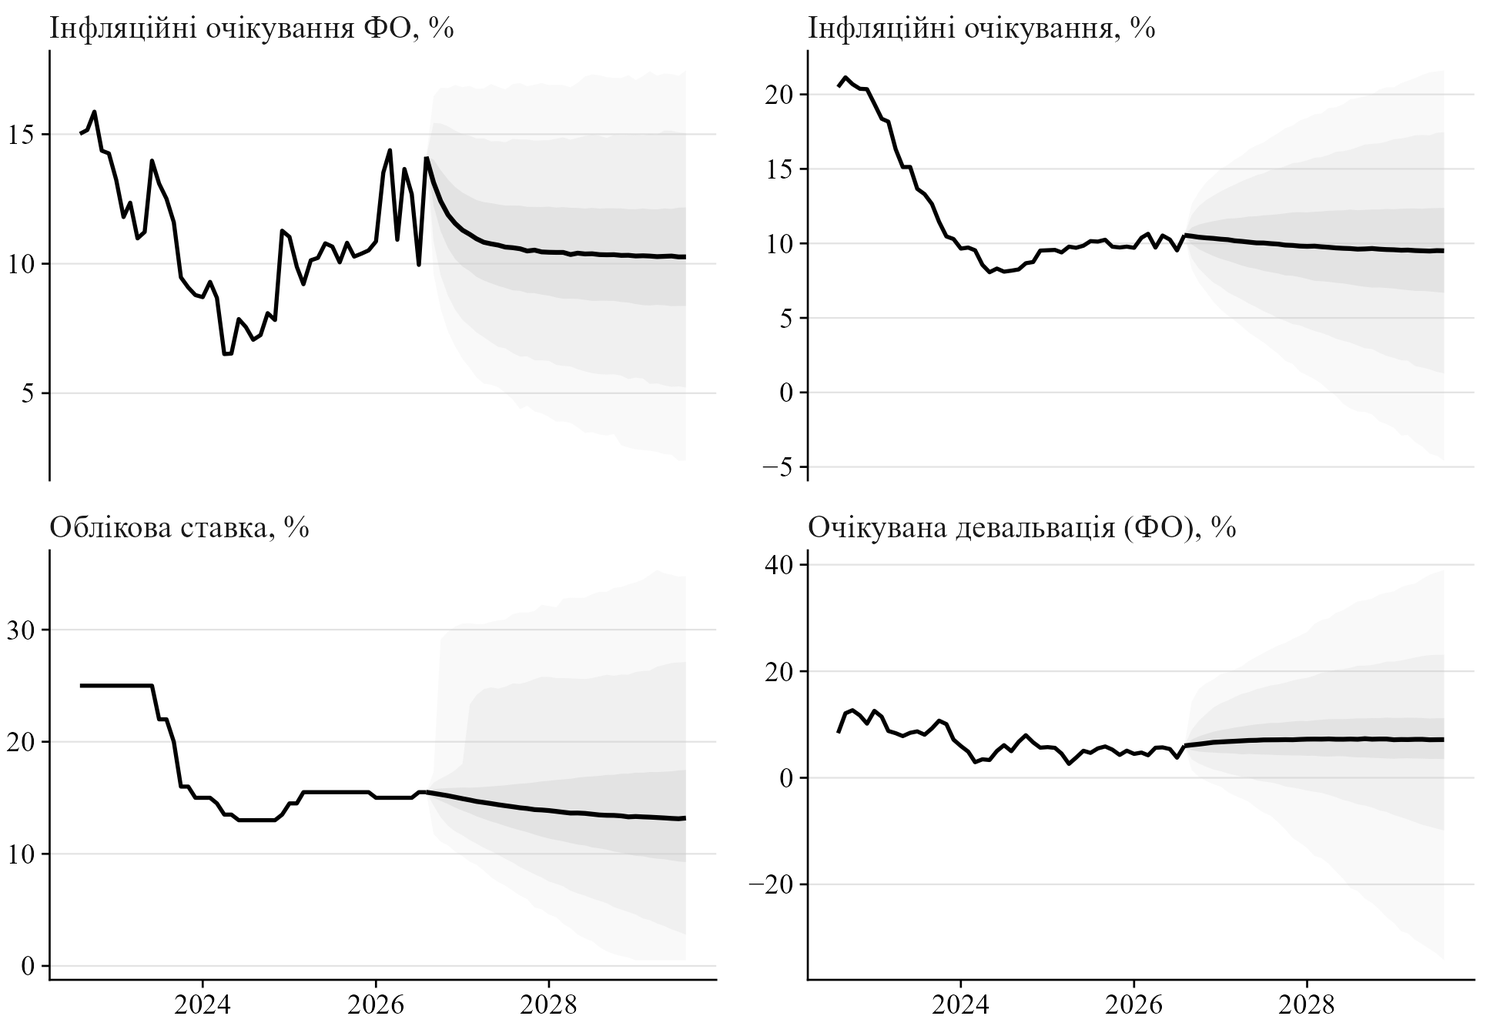 Інфляційні очікування ФО, %
15
10
5
Інфляційні очікування, %
20
15
10
5
0
−5
Облікова ставка, %
30
20
10
0
2024 2026 2028
Очікувана девальвація (ФО), %
40
20
0
−20
2024 2026 2028